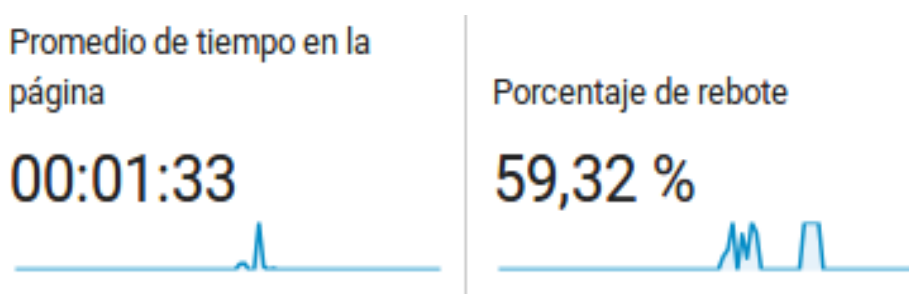 Promedio de tiempo en la
página
00:01:33
Porcentaje de rebote
59,32 %